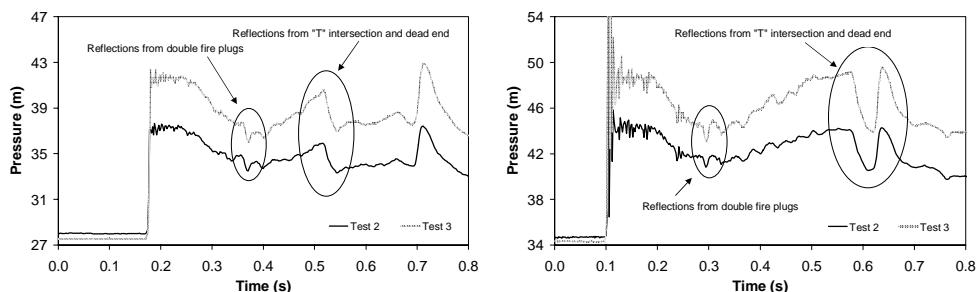 47
43
39
35
31
27
Pressure (m)
Reflections from "T" intersection and dead end
Reflections from double fire plugs
Test 2
Test 3
0.0 0.1 0.2 0.3 0.4 0.5 0.6 0.7 0.8
Time (s)
54
50
46
42
38
34
Pressure (m)
Reflections from "T" intersection and dead end
Reflections from double fire plugs
Test 2
Test 3
0.0 0.1 0.2 0.3 0.4 0.5 0.6 0.7 0.8
Time (s)